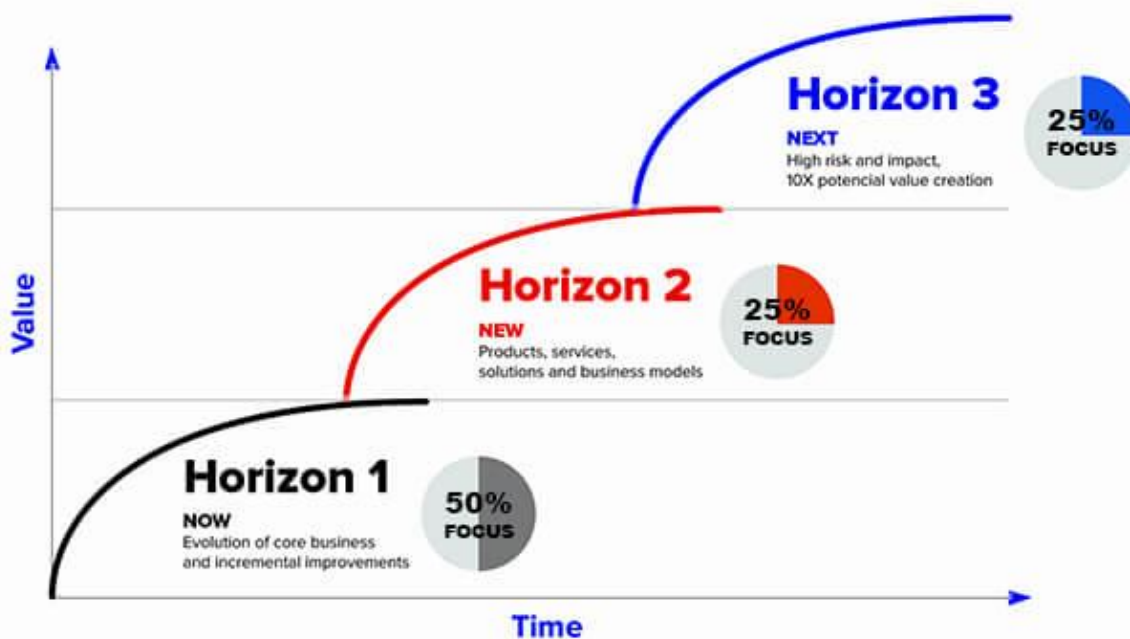 Horizon 3
NEXT
High risk and impact,
10X potencial value creation
25%
FOCUS
Horizon 2
NEW
Products, services,
solutions and business models
25%
FOCUS
Value
Horizon 1
NOW
Evolution of core business
and incremental improvements
50%
FOCUS
Time